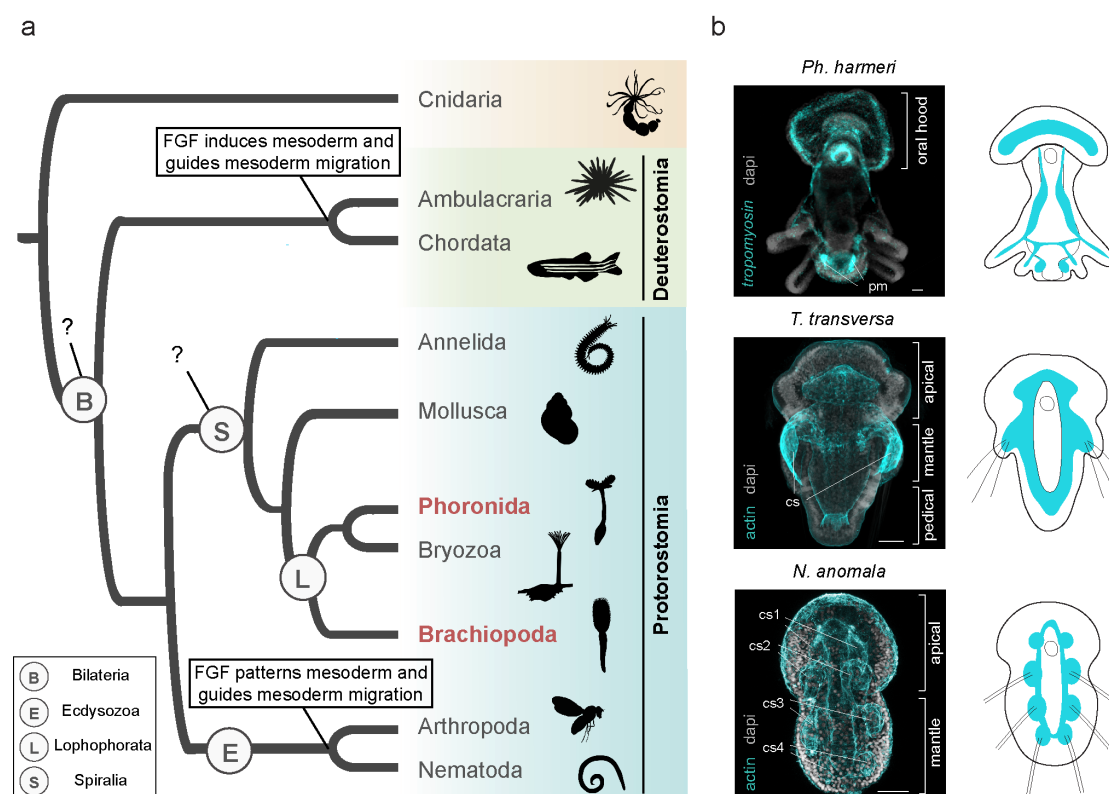 a
Cnidaria
FGF induces mesoderm and
guides mesoderm migration
Ambulacraria
Chordata
Deuterostomia
?
B
?
S
Annelida
Mollusca
Phoronida
Bryozoa
L
Brachiopoda
Protorostomia
FGF patterns mesoderm and
guides mesoderm migration
E
Arthropoda
Nematoda
B Bilateria
E Ecdysozoa
L Lophophorata
S Spiralia
b
Ph. harmeri
tropomyosin dapi
oral hood
pm
T. transversa
actin dapi
apical
mantle
pedical
cs
N. anomala
actin dapi
cs1
cs2
cs3
cs4
apical
mantle